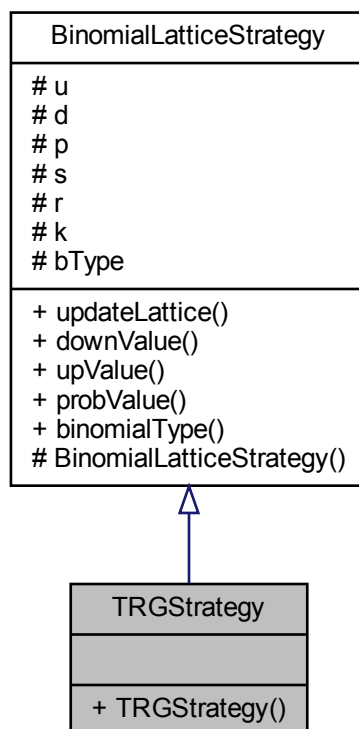 BinomialLatticeStrategy
# u
# d
# p
# s
# r
# k
# bType
+ updateLattice()
+ downValue()
+ upValue()
+ probValue()
+ binomialType()
# BinomialLatticeStrategy()
TRGStrategy
+ TRGStrategy()